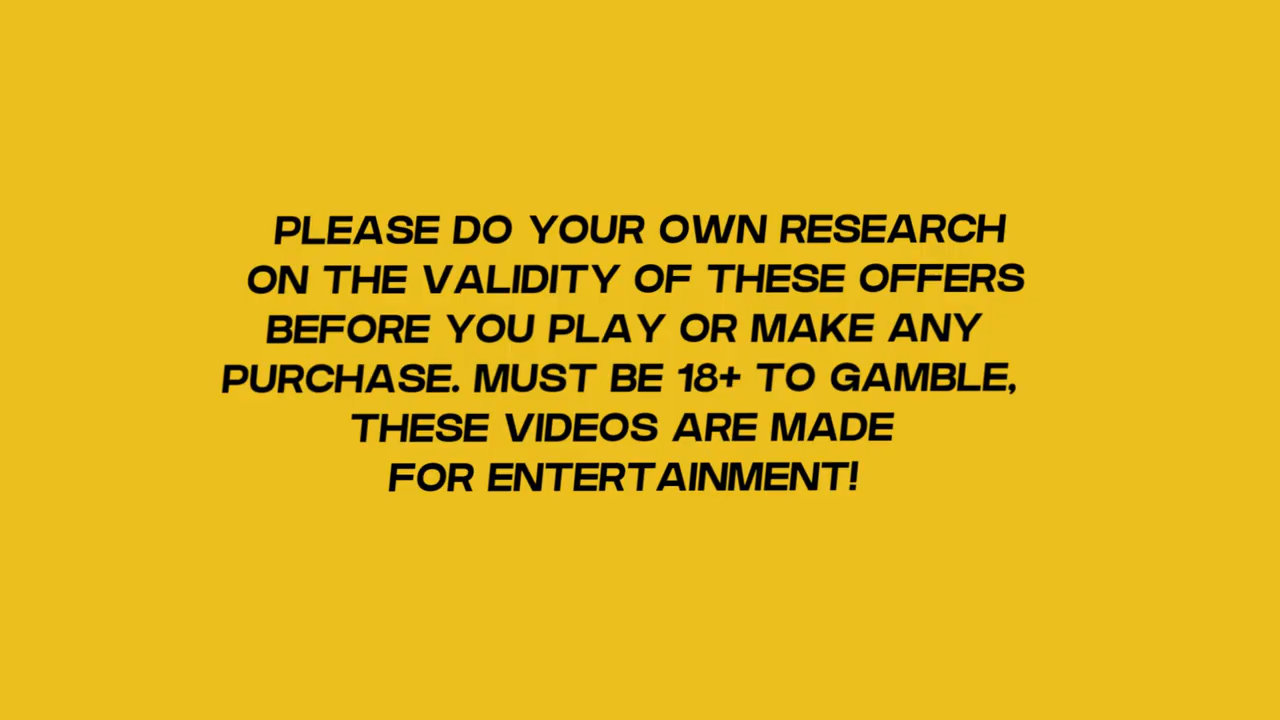 PLEASE DO YOUR OWN RESEARCH
ON THE VALIDITY OF THESE OFFERS
BEFORE YOU PLAY OR MAKE ANY
PURCHASE. MUST BE 18+ TO GAMBLE,
THESE VIDEOS ARE MADE
FOR ENTERTAINMENT!